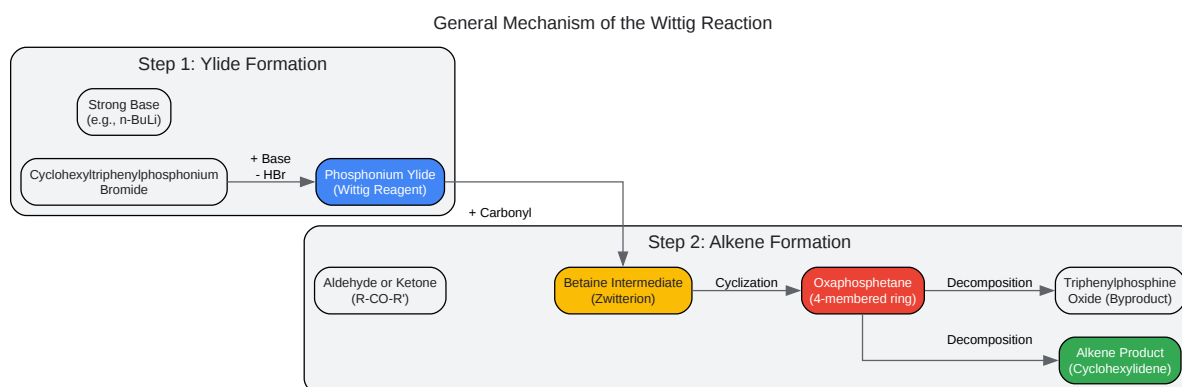 General Mechanism of the Wittig Reaction
Step 1: Ylide Formation
Strong Base
(e.g., n-BuLi)
Cyclohexyltriphenylphosphonium
Bromide
+ Base
- HBr
Phosphonium Ylide
(Wittig Reagent)
+ Carbonyl
Step 2: Alkene Formation
Aldehyde or Ketone
(R-CO-R')
Betaine Intermediate
(Zwitterion)
Cyclization
Oxaphosphetane
(4-membered ring)
Decomposition
Triphenylphosphine
Oxide (Byproduct)
Decomposition
Alkene Product
(Cyclohexylidene)